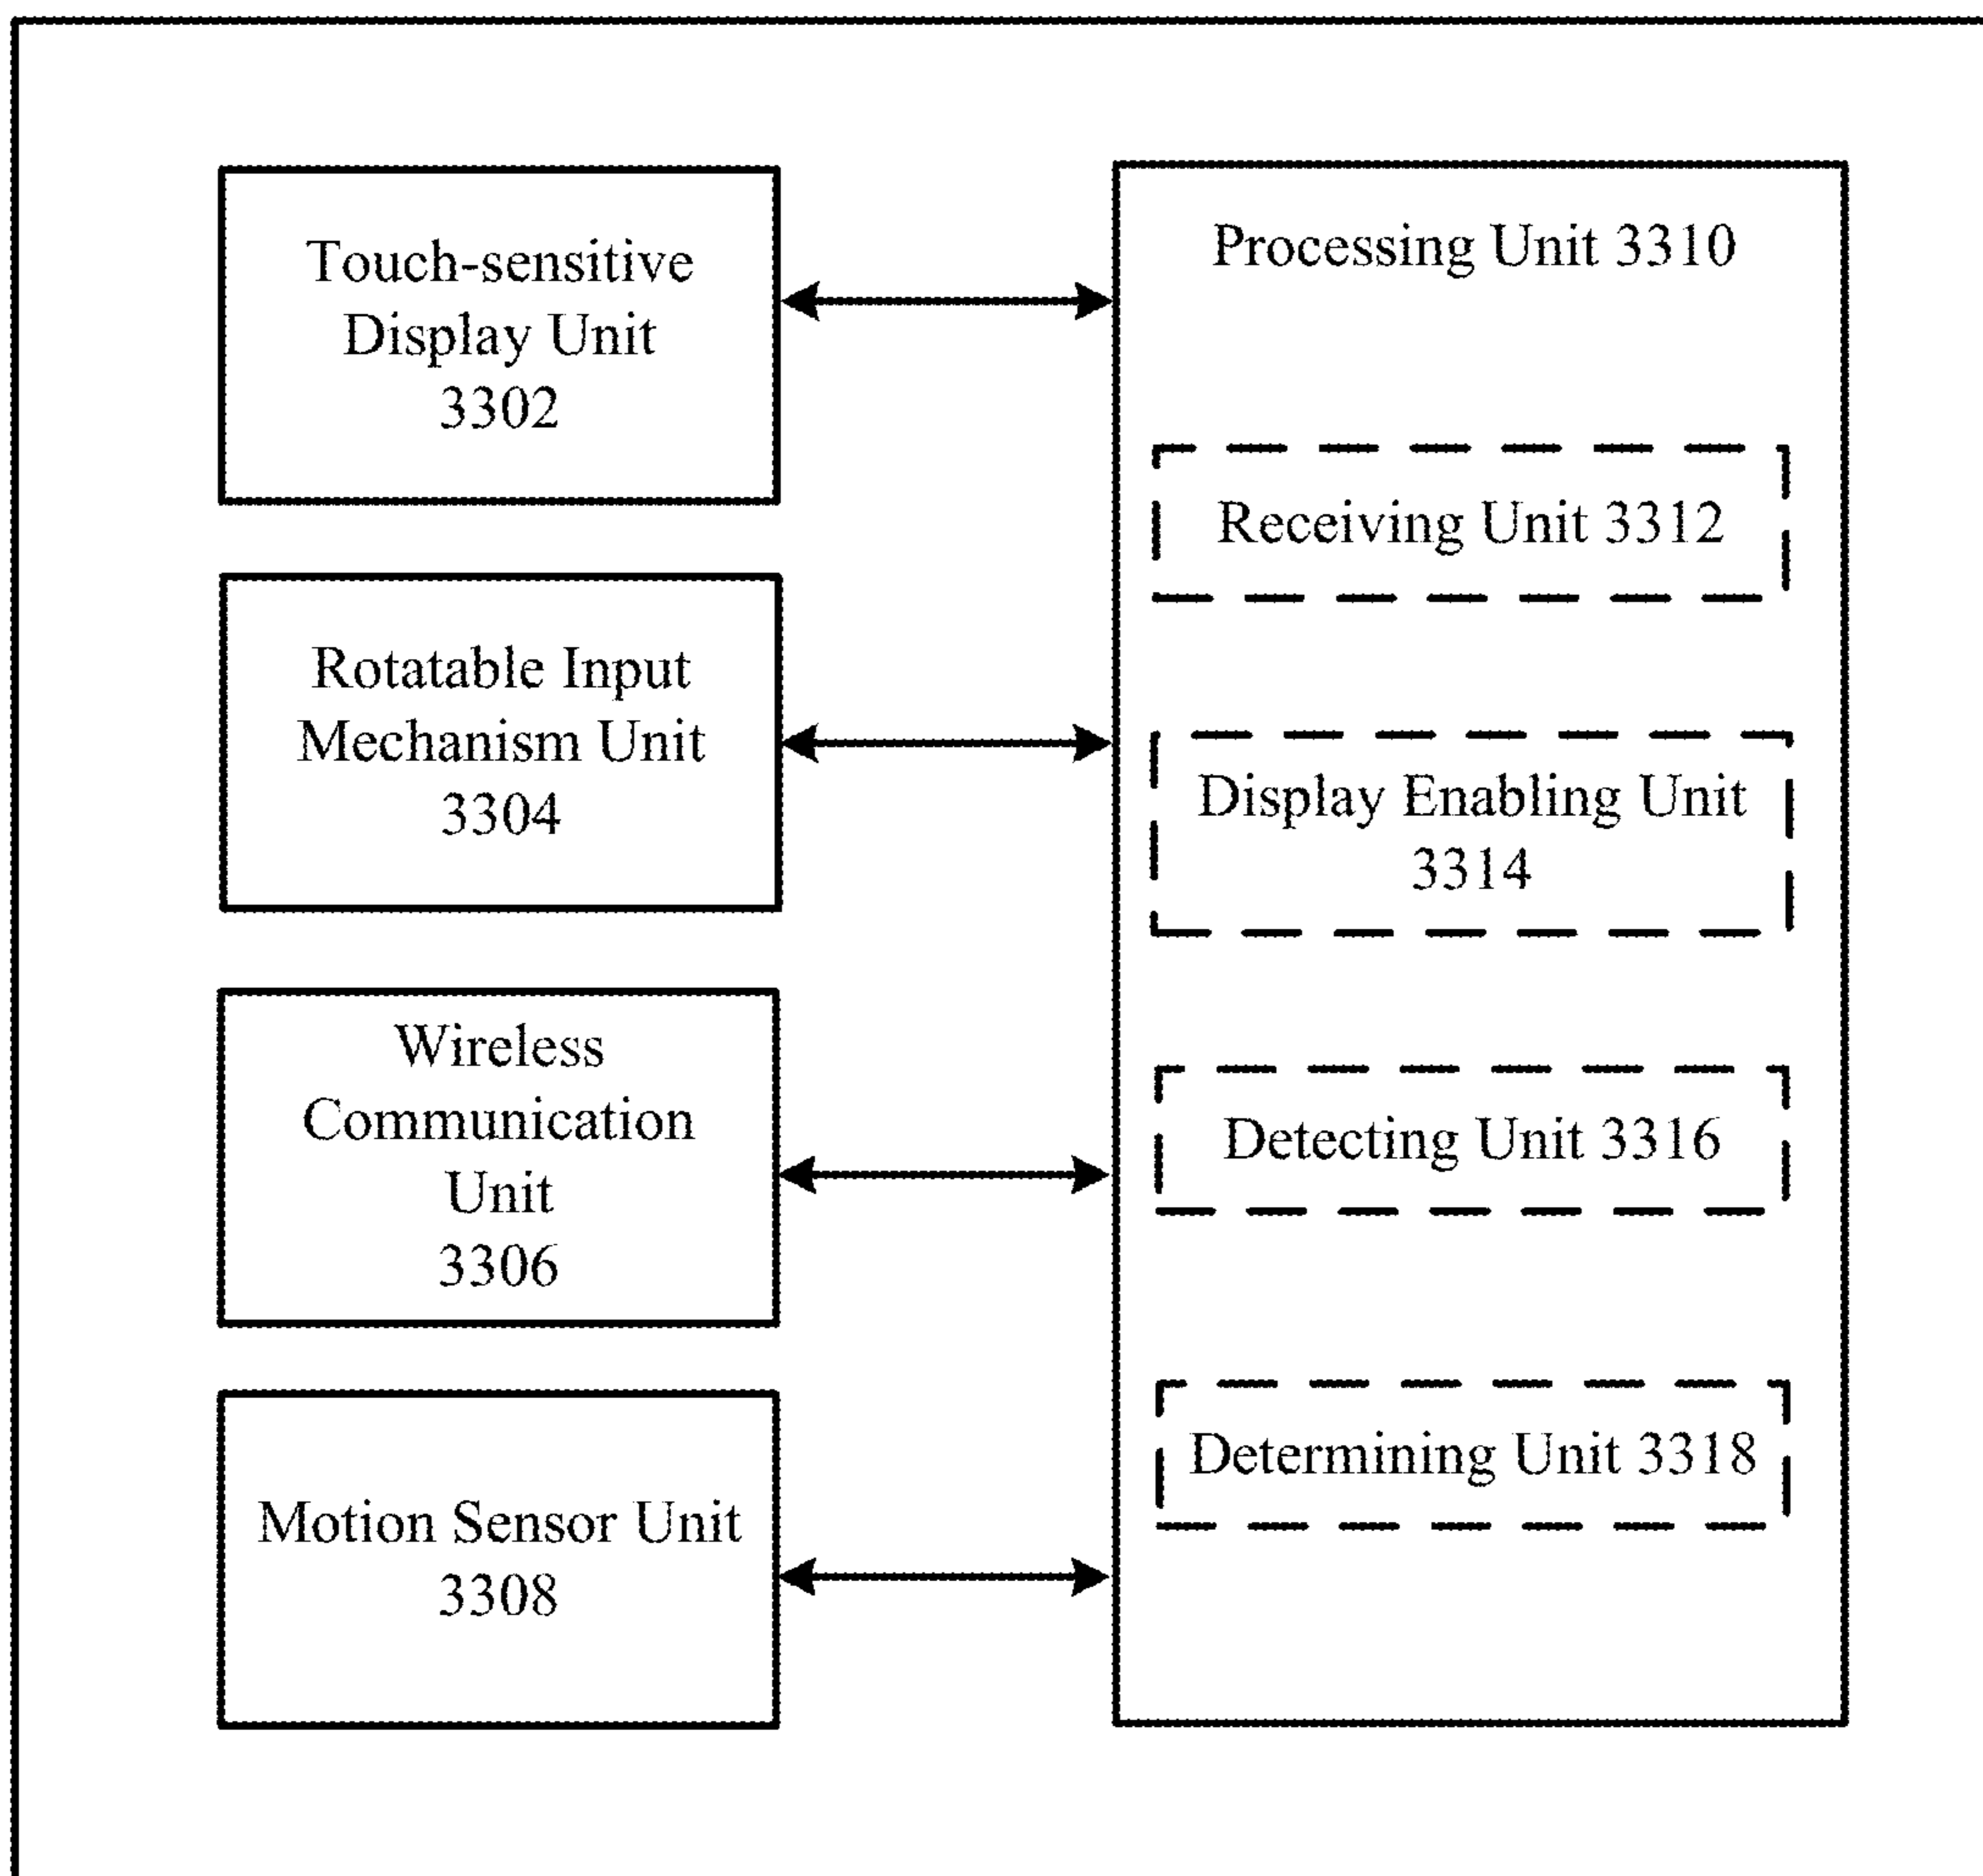 Touch-sensitive
Display Unit
3302
Rotatable Input
Mechanism Unit
3304
Wireless
Communication
Unit
3306
Motion Sensor Unit
3308
Processing Unit 3310
Receiving Unit 3312
Display Enabling Unit
3314
Detecting Unit 3316
Determining Unit 3318